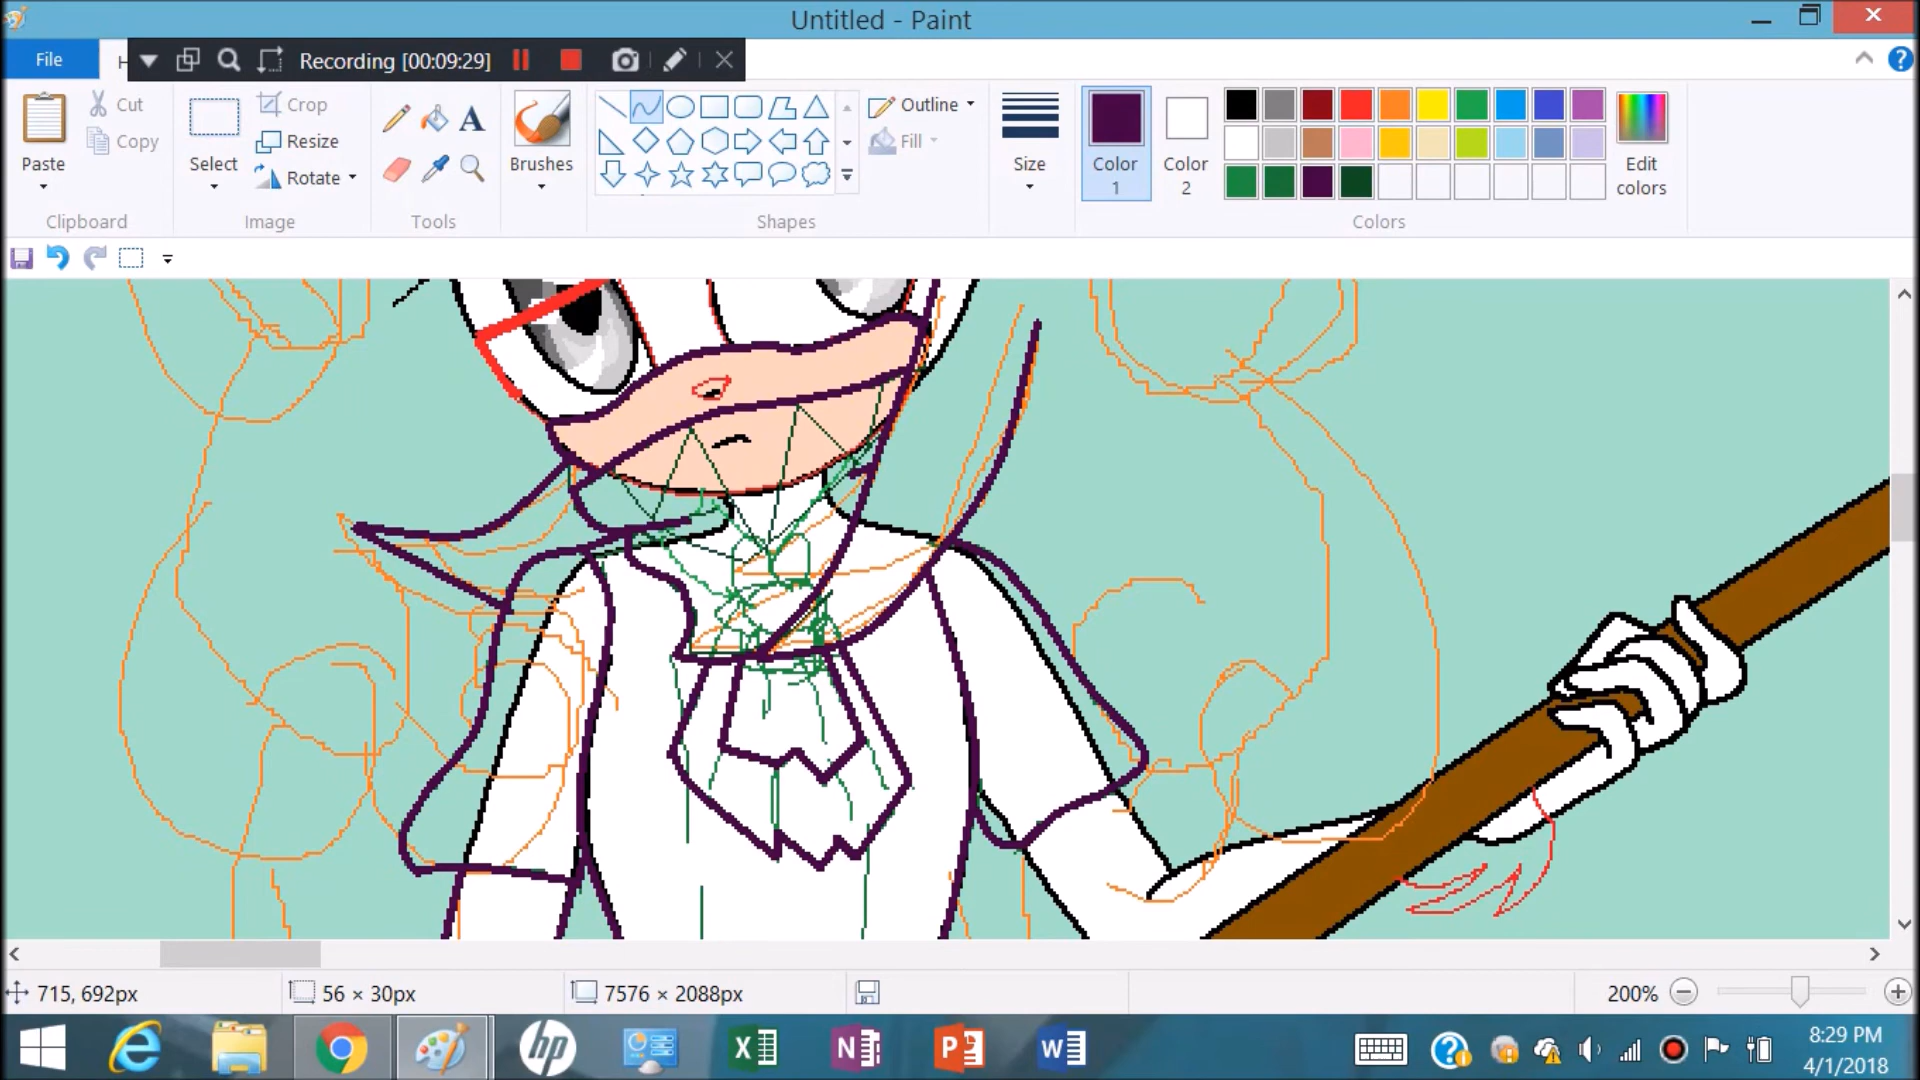 Untitled - Paint
File
H
Recording [00:09:29]
Cut
Copy
Paste
Clipboard
Select
Crop
Resize
Rotate
Image
A
Tools
Brushes
Outline
Fill
Shapes
Size
Color
1
Color
2
Edit
colors
Colors
715, 692px
56 × 30px
7576 × 2088px
200%
8:29 PM
4/1/2018